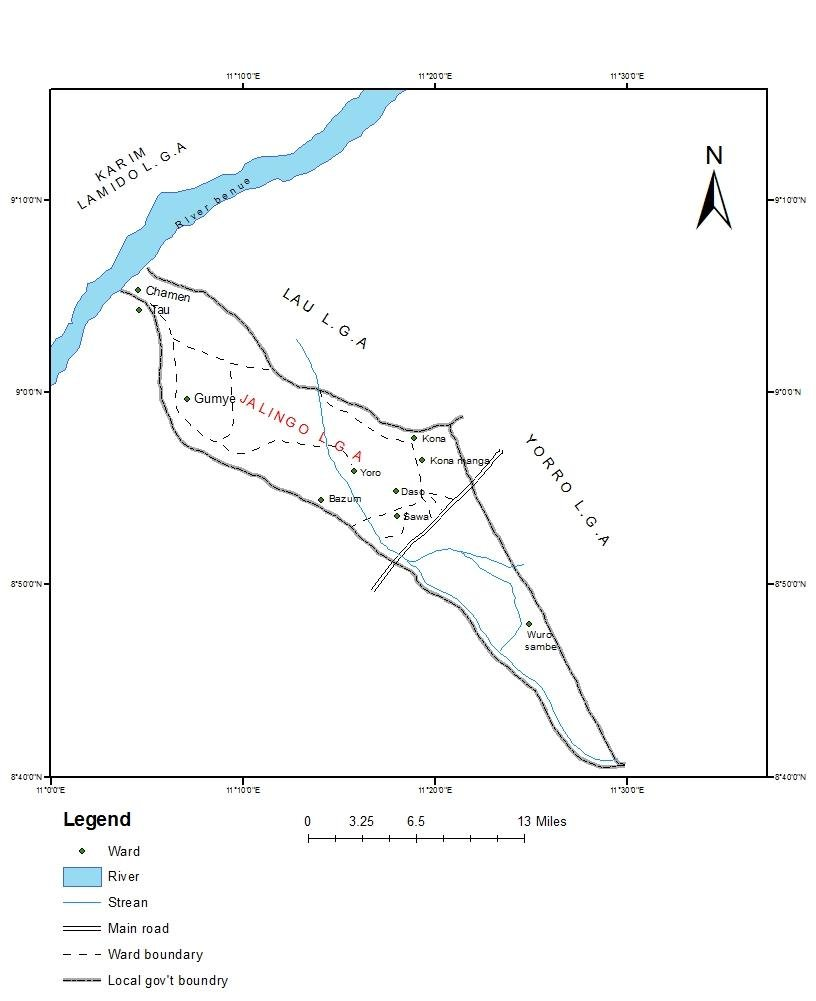 11°10'0"E 11°20'0"E 11°30'0"E
N
KARIM
LAMIDO L.G.A
9°10'0"N 9°10'0"N
River benue
Chamen
Tau
LAU L.G.A
9°0'0"N 9°0'0"N
Gumye
JALINGO L.G.A
Kona
Kona manga
YORRO L.G.A
Yoro
Daso
Bazum
Sawa
8°50'0"N 8°50'0"N
Wuro
sambe
8°40'0"N 8°40'0"N
11°0'0"E 11°10'0"E 11°20'0"E 11°30'0"E
Legend
0 3.25 6.5 13 Miles
Ward
River
Strean
Main road
Ward boundary
Local gov't boundry